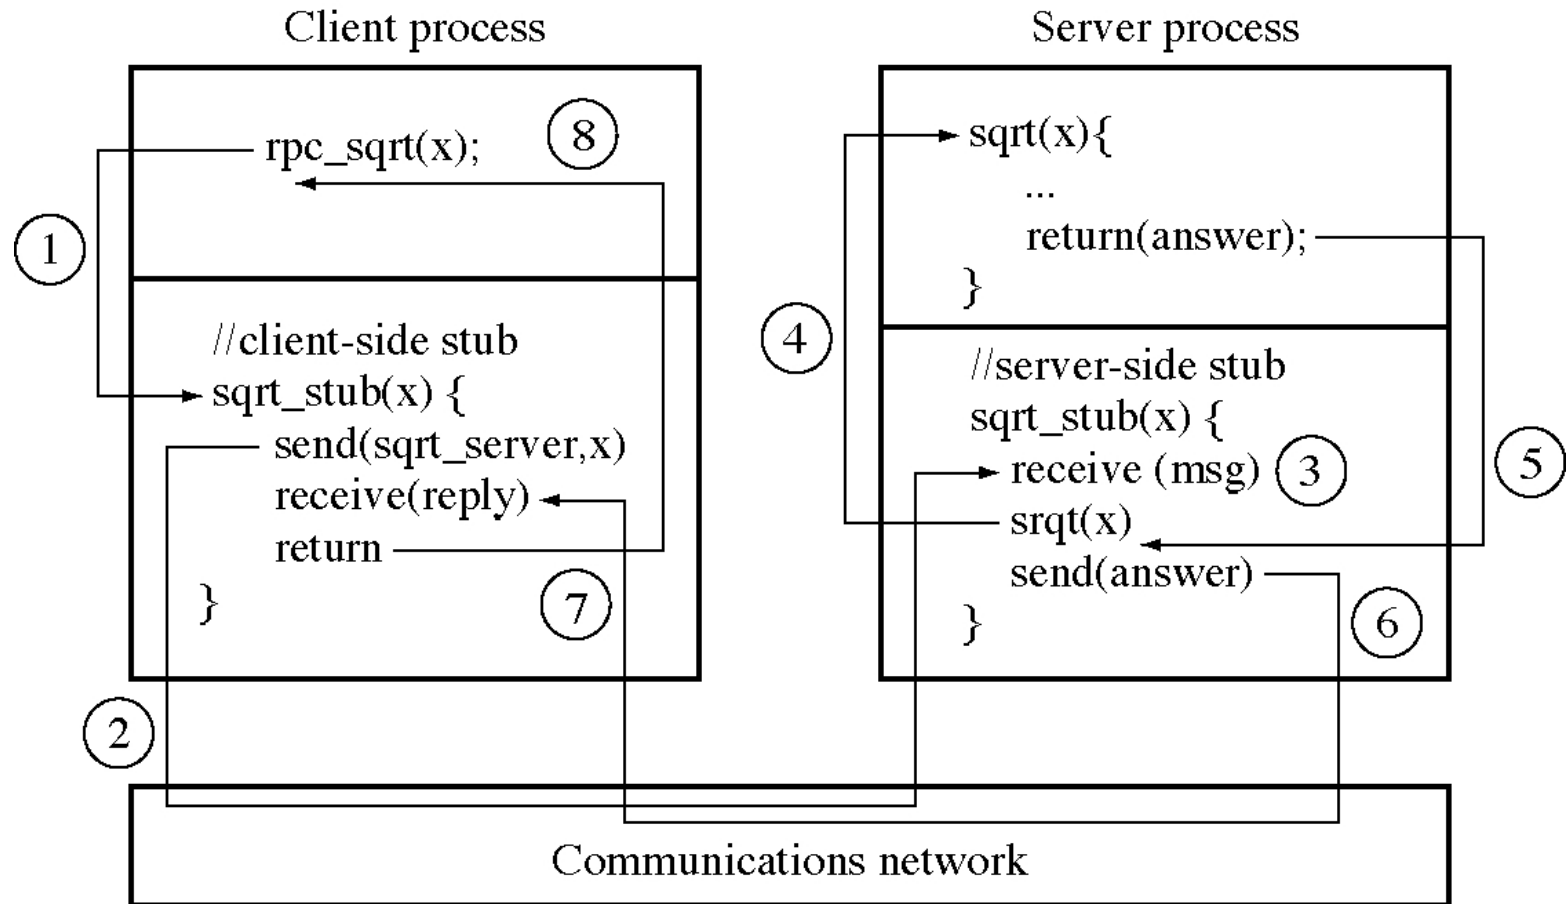 Client process
rpc_sqrt(x);
8
1
//client-side stub
sqrt_stub(x) {
send(sqrt_server,x)
receive(reply)
return
}
7
2
Server process
sqrt(x){
...
return(answer);
}
4
//server-side stub
sqrt_stub(x) {
receive (msg)
3
5
srqt(x)
send(answer)
}
6
Communications network